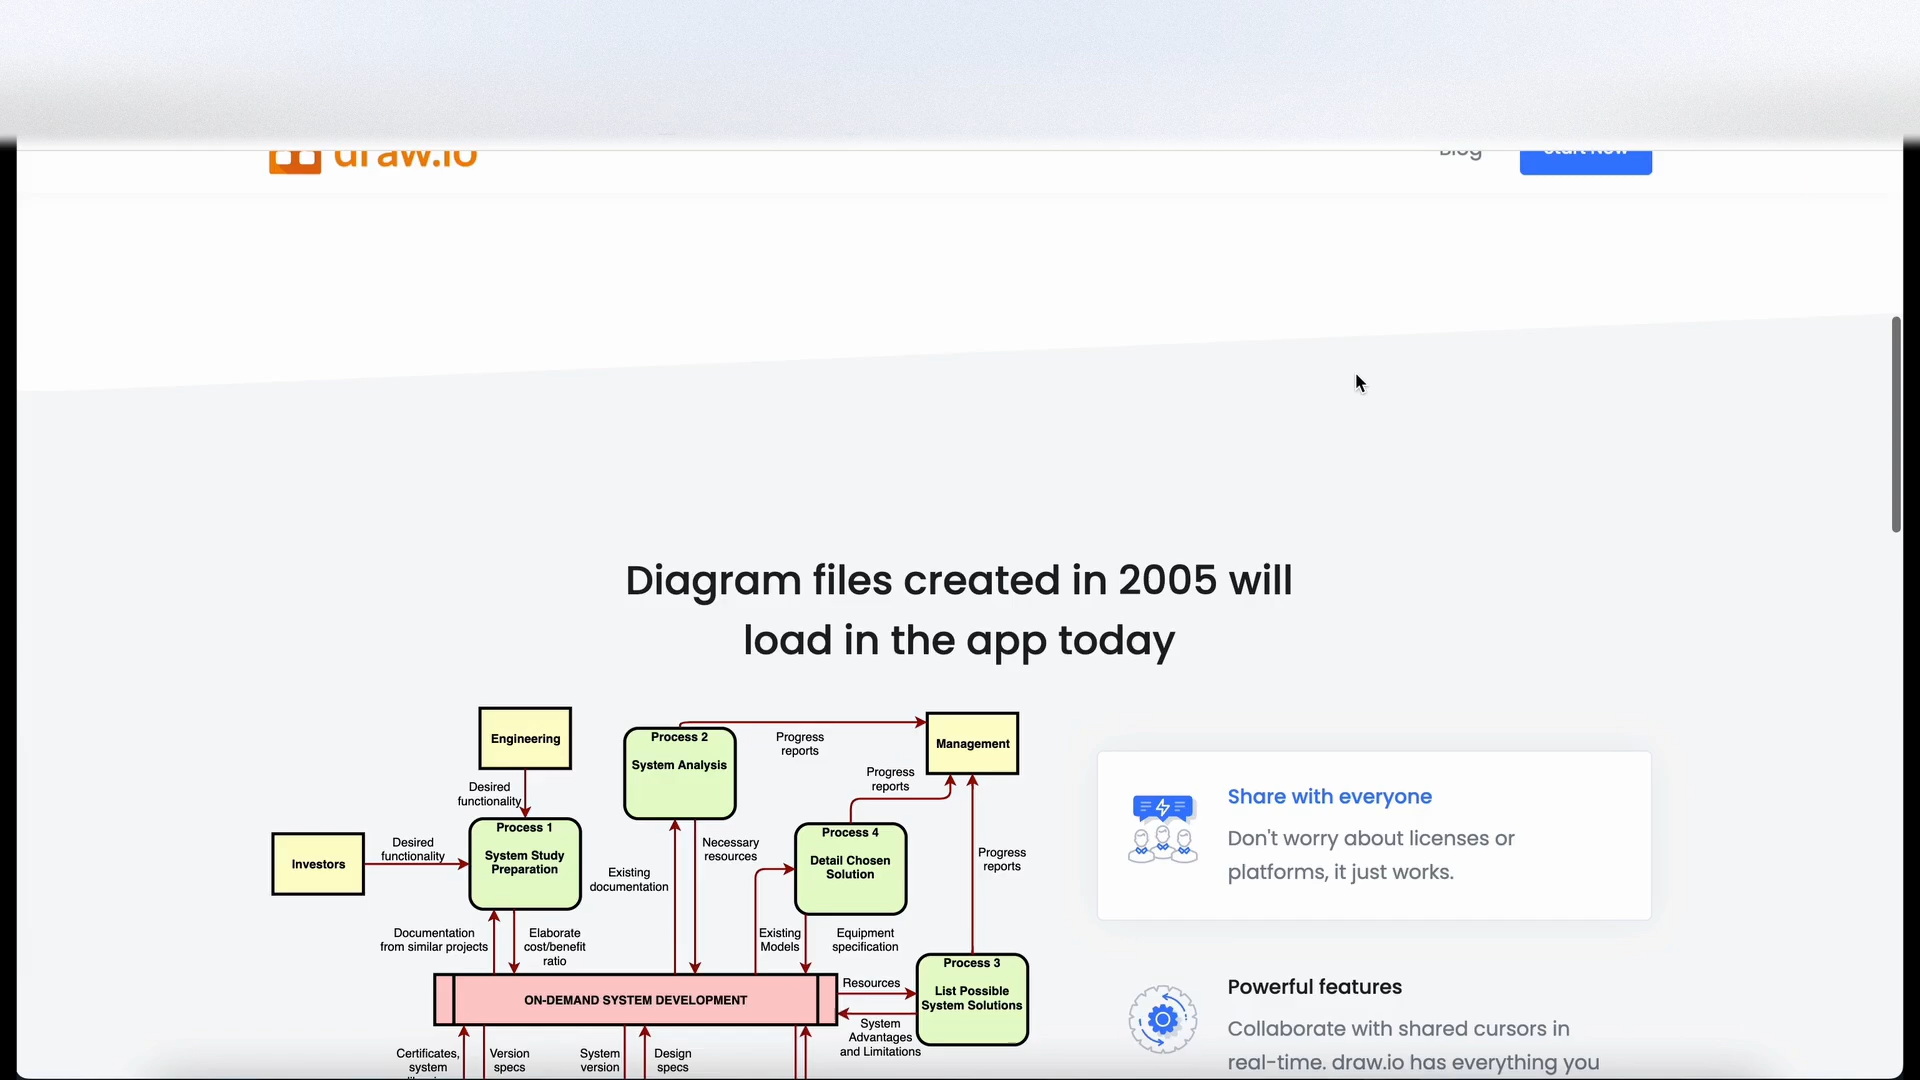 draw.io
Blog
Start Now
Diagram files created in 2005 will
load in the app today
Engineering
Process 2
System Analysis
Progress
reports
Management
Desired
functionality
Progress
reports
Process 1
System Study
Preparation
Investors
Desired
functionality
Necessary
resources
Process 4
Detail Chosen
Solution
Progress
reports
Existing
documentation
Documentation
from similar projects
Elaborate
cost/benefit
ratio
Existing
Models
Equipment
specification
Process 3
List Possible
System Solutions
ON-DEMAND SYSTEM DEVELOPMENT
Resources
System
Advantages
and Limitations
Certificates,
system
Version
specs
System
version
Design
specs
Share with everyone
Don't worry about licenses or
platforms, it just works.
Powerful features
Collaborate with shared cursors in
real-time. draw.io has everything you